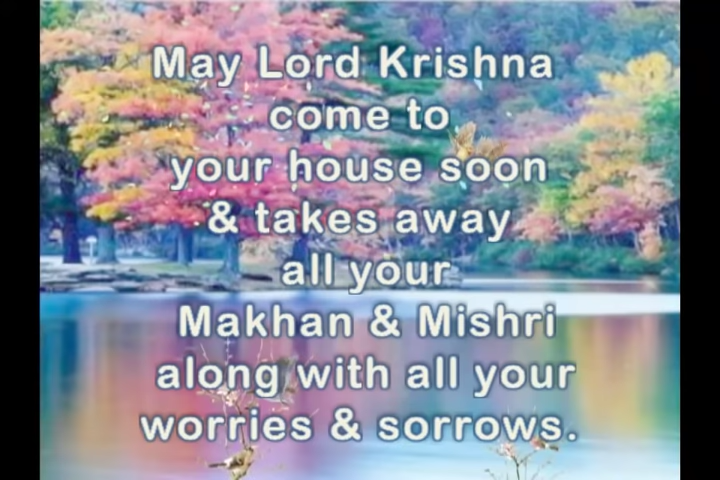 May Lord Krishna
come to
your house soon
& takes away
all your
Makhan & Mishri
along with all your
worries & sorrows.